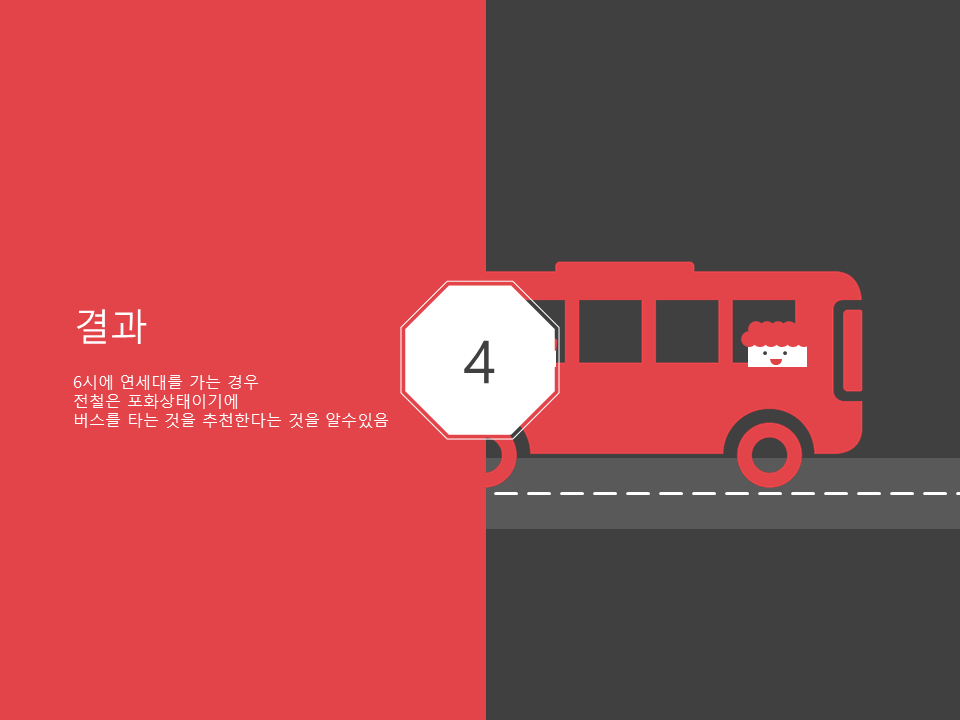 결과
6시에 연세대를 가는 경우
전철은 포화상태이기에
버스를 타는 것을 추천한다는 것을 알수있음
4